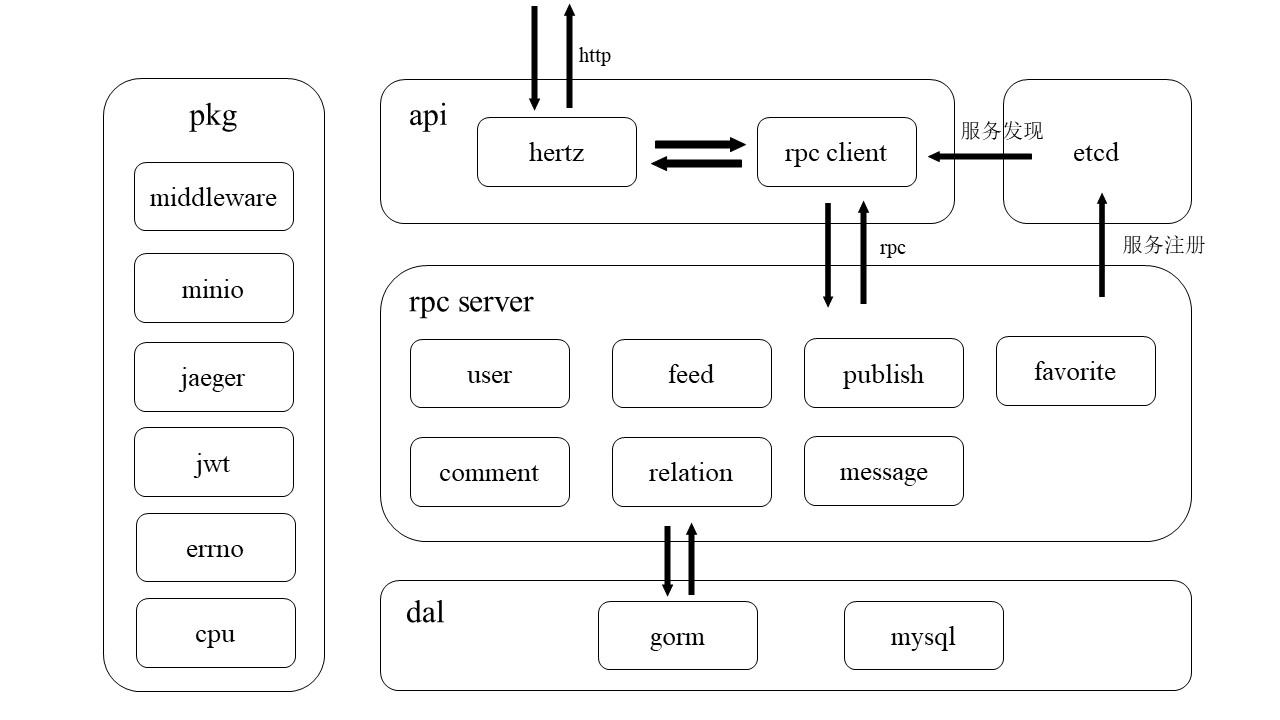 http
pkg
middleware
minio
jaeger
jwt
errno
cpu
api
hertz
rpc client
服务发现
etcd
rpc
服务注册
rpc server
user
feed
publish
favorite
comment
relation
message
dal
gorm
mysql